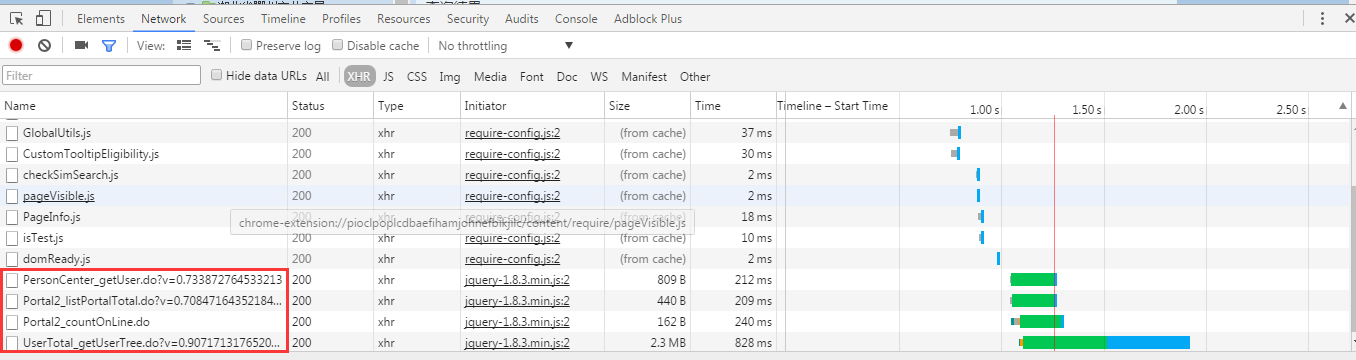 Elements Network Sources Timeline Profiles Resources Security Audits Console Adblock Plus
View: Preserve log Disable cache No throttling
Filter Hide data URLs All XHR JS CSS Img Media Font Doc WS Manifest Other
Name Status Type Initiator Size Time Timeline – Start Time 1.00 s 1.50 s 2.00 s 2.50 s
GlobalUtils.js 200 xhr require-config.js:2 (from cache) 37 ms
CustomTooltipEligibility.js 200 xhr require-config.js:2 (from cache) 30 ms
checkSimSearch.js 200 xhr require-config.js:2 (from cache) 2 ms
pageVisible.js 200 xhr require-config.js:2 (from cache) 2 ms
PageInfo.js 200 xhr require-config.js:2 (from cache) 18 ms
chrome-extension://pioclpoplcdbaefihamjohnefbikjilc/content/require/pageVisible.js
isTest.js 200 xhr require-config.js:2 (from cache) 10 ms
domReady.js 200 xhr require-config.js:2 (from cache) 2 ms
PersonCenter_getUser.do?v=0.733872764533213 200 xhr jquery-1.8.3.min.js:2 809 B 212 ms
Portal2_listPortalTotal.do?v=0.70847164352184... 200 xhr jquery-1.8.3.min.js:2 440 B 209 ms
Portal2_countOnLine.do 200 xhr jquery-1.8.3.min.js:2 162 B 240 ms
UserTotal_getUserTree.do?v=0.9071713176520... 200 xhr jquery-1.8.3.min.js:2 2.3 MB 828 ms